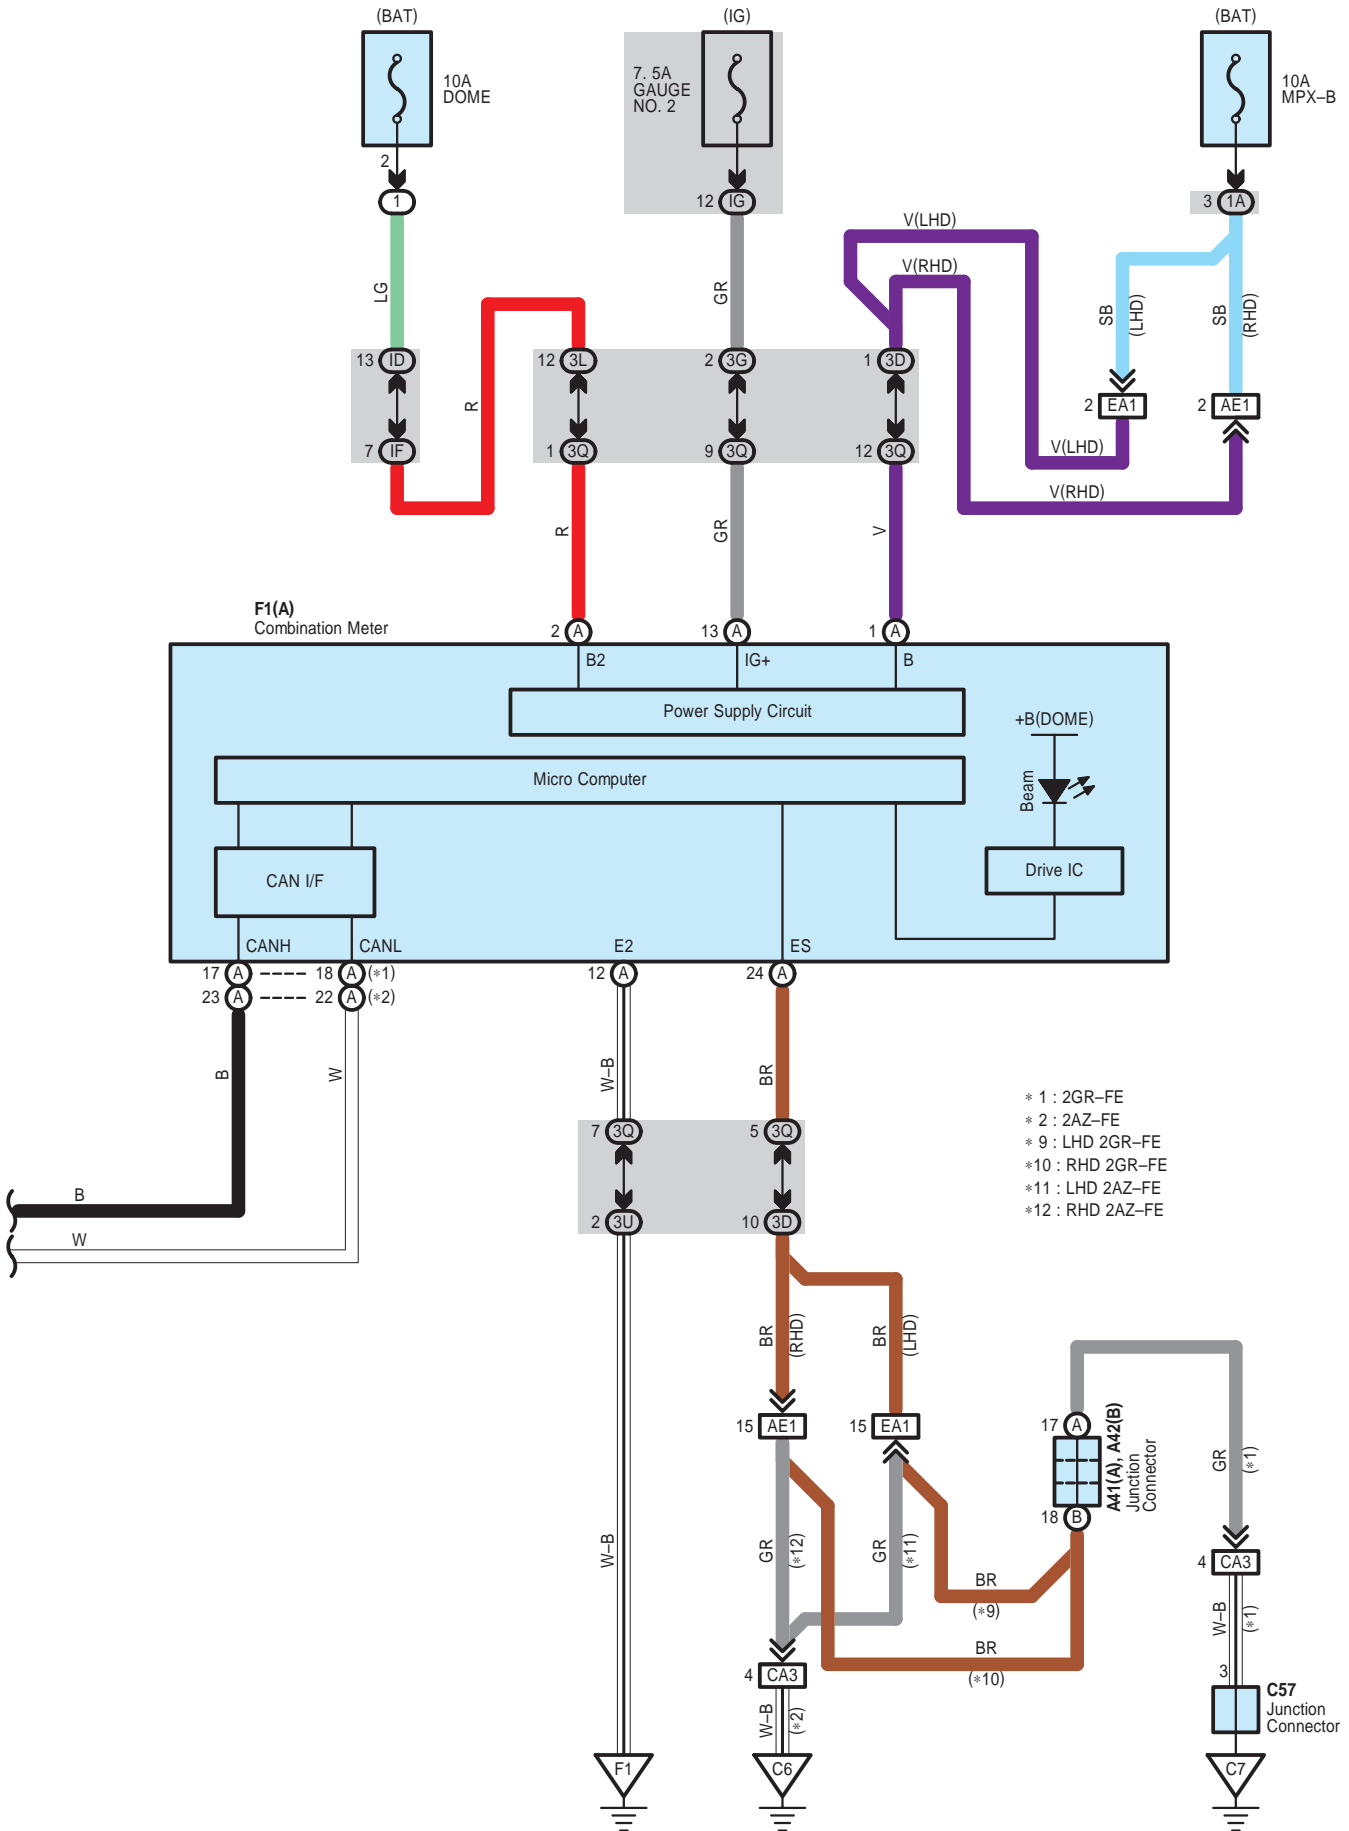 (BAT)
(IG)
(BAT)
10A
DOME
7. 5A
GAUGE
NO. 2
10A
MPX–B
2
1
12 IG
3 1A
V(LHD)
V(RHD)
LG
GR
SB
(LHD)
SB
(RHD)
13 ID
12 3L
2 3G
1 3D
R
2 EA1
2 AE1
7 IF
1 3Q
9 3Q
12 3Q
V(LHD)
V(RHD)
R
GR
V
F1(A)
Combination Meter
2 A
13 A
1 A
B2
IG+
B
Power Supply Circuit
+B(DOME)
Micro Computer
Beam
CAN I/F
Drive IC
CANH
CANL
E2
ES
17 A ---- 18 A (*1)
23 A ---- 22 A (*2)
12 A
24 A
B
W
W–B
BR
* 1 : 2GR–FE
* 2 : 2AZ–FE
* 9 : LHD 2GR–FE
*10 : RHD 2GR–FE
*11 : LHD 2AZ–FE
*12 : RHD 2AZ–FE
7 3Q
5 3Q
B
W
2 3U
10 3D
BR
(RHD)
BR
(LHD)
15 AE1
15 EA1
17 A
A41(A), A42(B)
Junction
Connector
18 B
GR
(*1)
W–B
GR
(*12)
GR
(*11)
BR
(*9)
BR
(*10)
4 CA3
4 CA3
W–B
(*1)
W–B
(*2)
3
C57
Junction
Connector
F1
C6
C7